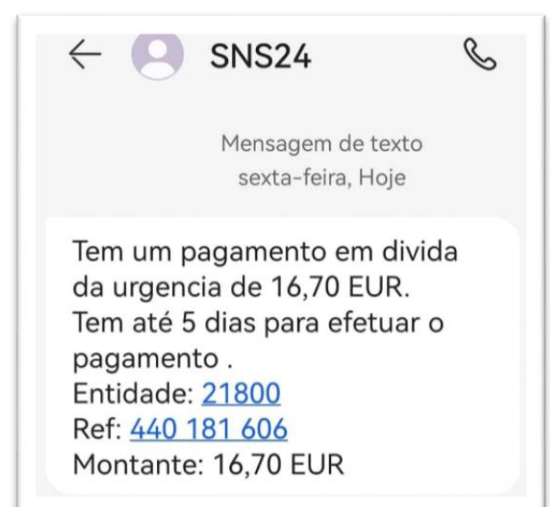 SNS24
Mensagem de texto
sexta-feira, Hoje
Tem um pagamento em divida
da urgencia de 16,70 EUR.
Tem até 5 dias para efetuar o
pagamento .
Entidade: 21800
Ref: 440 181 606
Montante: 16,70 EUR